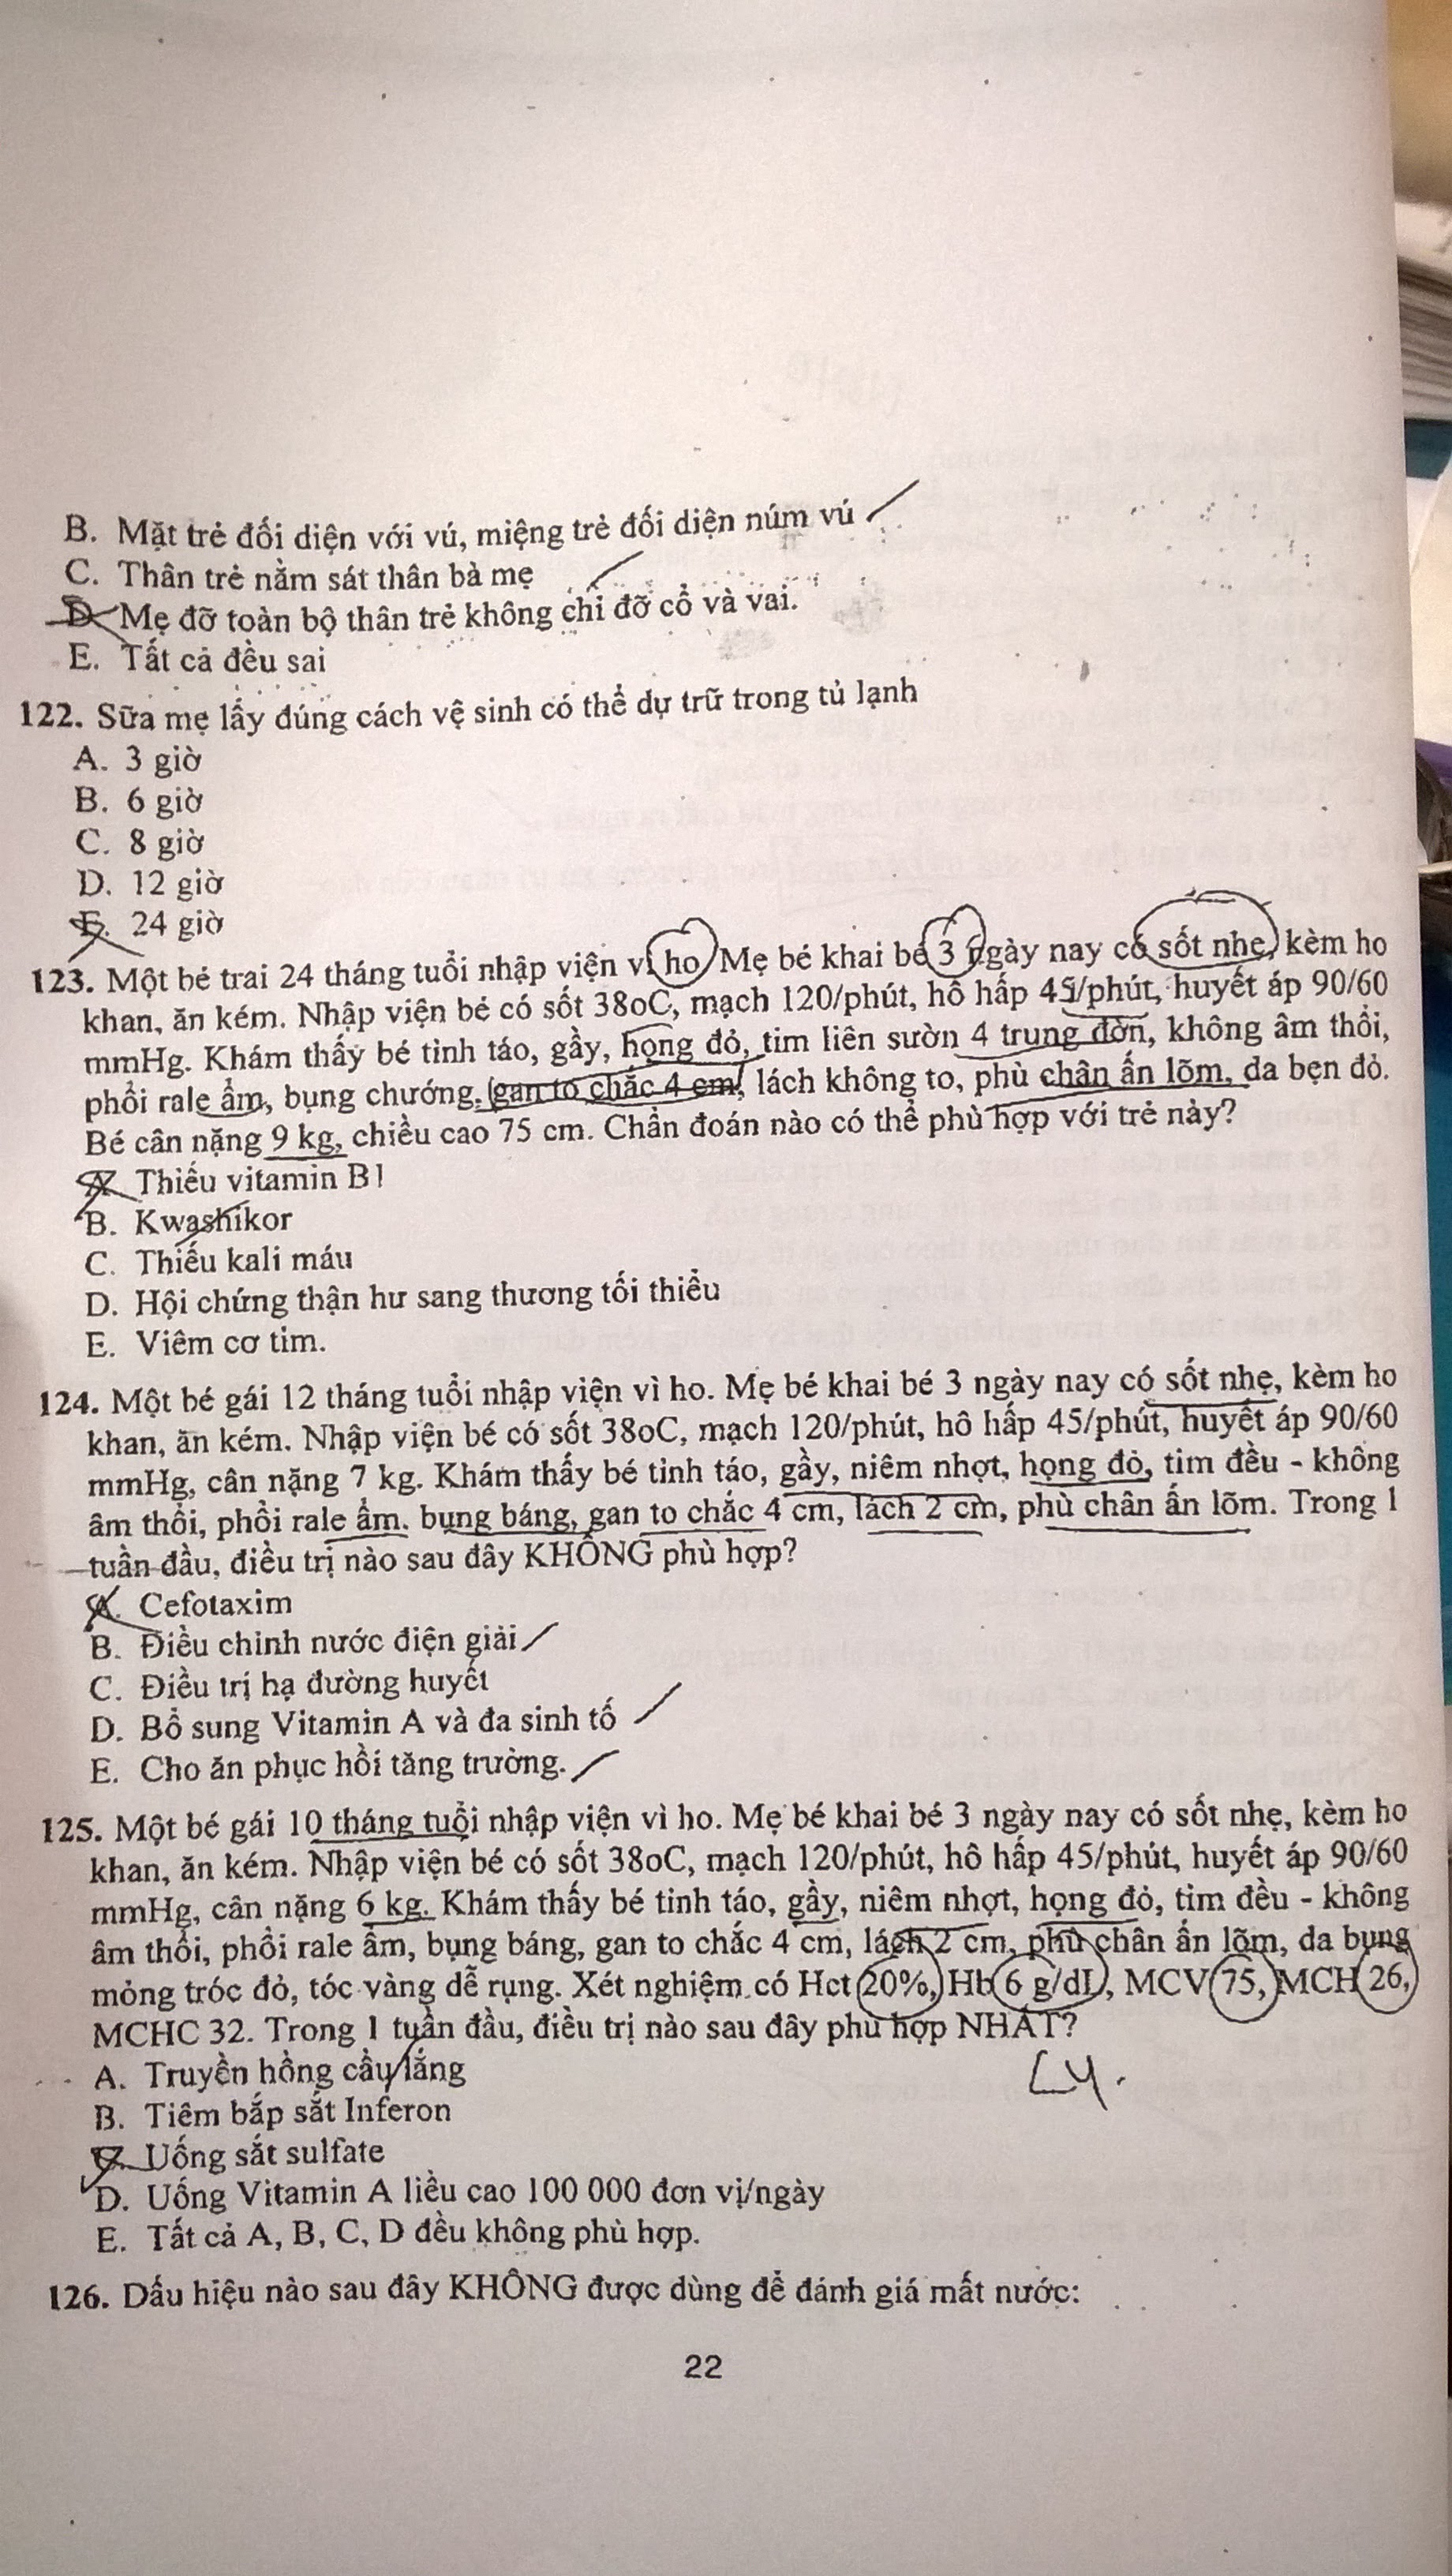 B. Mặt trẻ đối diện với vú, miệng trẻ đối diện núm vú
C. Thân trẻ nằm sát thân bà mẹ
D. Mẹ đỡ toàn bộ thân trẻ không chỉ đỡ cổ và vai.
E. Tất cả đều sai
122. Sữa mẹ lấy đúng cách vệ sinh có thể dự trữ trong tủ lạnh
A. 3 giờ
B. 6 giờ
C. 8 giờ
D. 12 giờ
E. 24 giờ
123. Một bé trai 24 tháng tuổi nhập viện vì ho. Mẹ bé khai bé 3 ngày nay có sốt nhẹ, kèm ho
khan, ăn kém. Nhập viện bé có sốt 38oC, mạch 120/phút, hô hấp 45/phút, huyết áp 90/60
mmHg. Khám thấy bé tỉnh táo, gầy, họng đỏ, tim liên sườn 4 trung đòn, không âm thổi,
phổi rale ẩm, bụng chướng, gan to chắc 4 cm, lách không to, phù chân ấn lõm, da bẹn đỏ.
Bé cân nặng 9 kg, chiều cao 75 cm. Chẩn đoán nào có thể phù hợp với trẻ này?
A. Thiếu vitamin B1
B. Kwashikor
C. Thiếu kali máu
D. Hội chứng thận hư sang thương tối thiểu
E. Viêm cơ tim.
124. Một bé gái 12 tháng tuổi nhập viện vì ho. Mẹ bé khai bé 3 ngày nay có sốt nhẹ, kèm ho
khan, ăn kém. Nhập viện bé có sốt 38oC, mạch 120/phút, hô hấp 45/phút, huyết áp 90/60
mmHg, cân nặng 7 kg. Khám thấy bé tỉnh táo, gầy, niêm nhợt, họng đỏ, tim đều - không
âm thổi, phổi rale ẩm, bụng báng, gan to chắc 4 cm, lách 2 cm, phù chân ấn lõm. Trong 1
tuần đầu, điều trị nào sau đây KHÔNG phù hợp?
A. Cefotaxim
B. Điều chỉnh nước điện giải
C. Điều trị hạ đường huyết
D. Bổ sung Vitamin A và đa sinh tố
E. Cho ăn phục hồi tăng trường.
125. Một bé gái 10 tháng tuổi nhập viện vì ho. Mẹ bé khai bé 3 ngày nay có sốt nhẹ, kèm ho
khan, ăn kém. Nhập viện bé có sốt 38oC, mạch 120/phút, hô hấp 45/phút, huyết áp 90/60
mmHg, cân nặng 6 kg. Khám thấy bé tỉnh táo, gầy, niêm nhợt, họng đỏ, tim đều - không
âm thổi, phổi rale ẩm, bụng báng, gan to chắc 4 cm, lách 2 cm, phù chân ấn lõm, da bụng
mỏng tróc đỏ, tóc vàng dễ rụng. Xét nghiệm có Hct 20%, Hb 6 g/dL, MCV 75, MCH 26,
MCHC 32. Trong 1 tuần đầu, điều trị nào sau đây phù hợp NHẤT?
A. Truyền hồng cầu lắng
B. Tiêm bắp sắt Inferon
C. Uống sắt sulfate
D. Uống Vitamin A liều cao 100 000 đơn vị/ngày
E. Tất cả A, B, C, D đều không phù hợp.
126. Dấu hiệu nào sau đây KHÔNG được dùng để đánh giá mất nước:
22